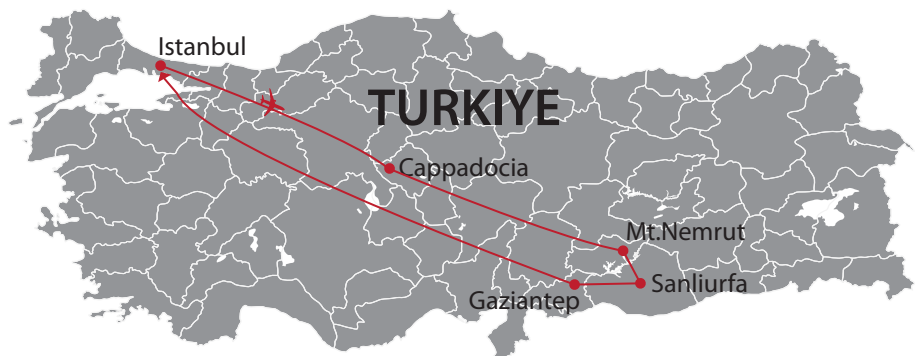 Istanbul
TURKIYE
Cappadocia
Mt.Nemrut
Sanliurfa
Gaziantep